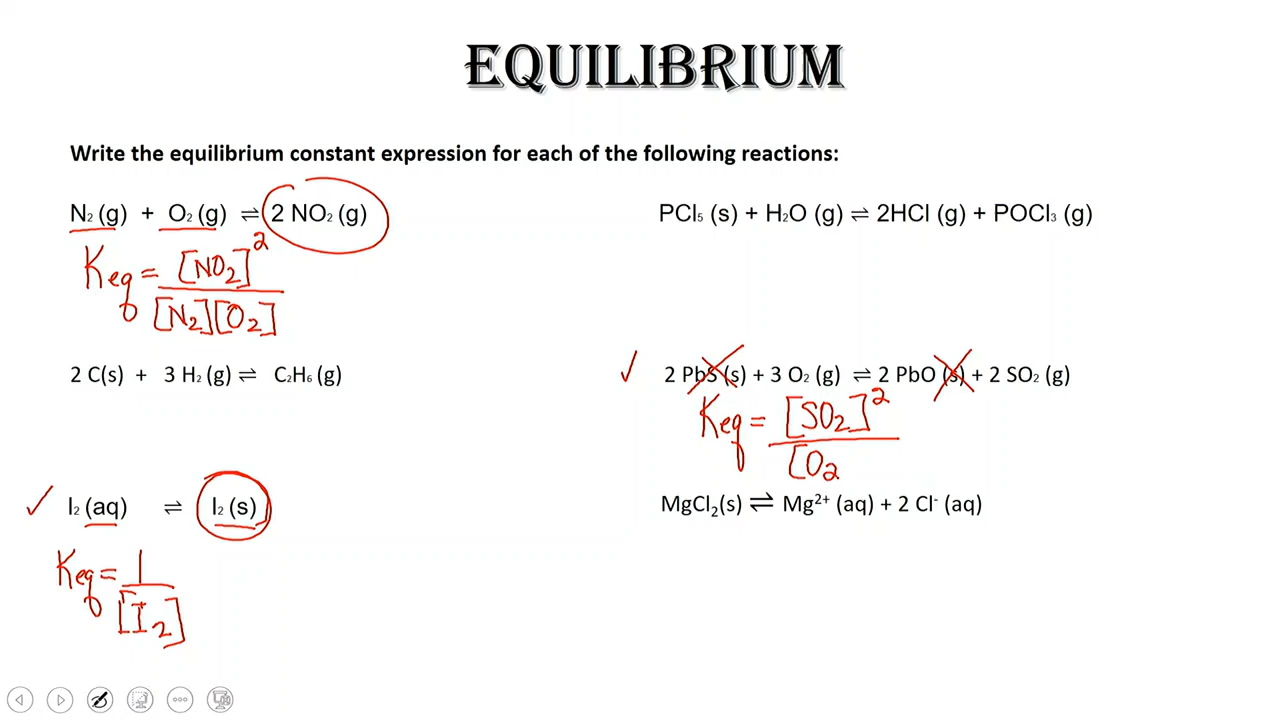 EQUILIBRIUM
Write the equilibrium constant expression for each of the following reactions:
N₂ (g) + O₂ (g) ⇌ 2 NO₂ (g)
Keq = [NO₂]²
[N₂][O₂]
PCl₅ (s) + H₂O (g) ⇌ 2HCl (g) + POCl₃ (g)
2 C(s) + 3 H₂ (g) ⇌ C₂H₆ (g)
✓ 2 PbS (s) + 3 O₂ (g) ⇌ 2 PbO (s) + 2 SO₂ (g)
Keq = [SO₂]²
[O₂
✓ I₂ (aq) ⇌ I₂ (s)
Keq = 1
[I₂]
MgCl₂(s) ⇌ Mg²⁺ (aq) + 2 Cl⁻ (aq)